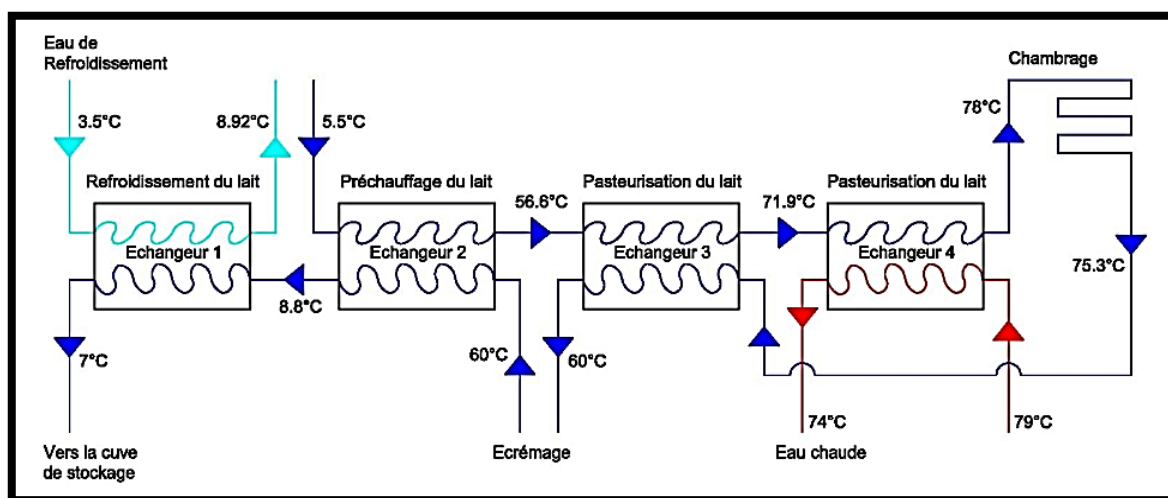 Eau de
Refroidissement
Chambrage
3.5°C
8.92°C
5.5°C
78°C
Refroidissement du lait
Préchauffage du lait
Pasteurisation du lait
Pasteurisation du lait
56.6°C
71.9°C
Echangeur 1
Echangeur 2
Echangeur 3
Echangeur 4
75.3°C
8.8°C
7°C
60°C
60°C
74°C
79°C
Vers la cuve
de stockage
Ecrémage
Eau chaude